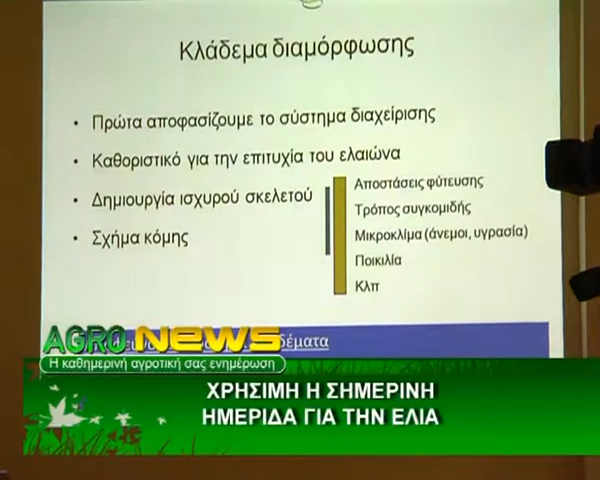 Κλάδεμα διαμόρφωσης
• Πρώτα αποφασίζουμε το σύστημα διαχείρισης
• Καθοριστικό για την επιτυχία του ελαιώνα
• Δημιουργία ισχυρού σκελετού
• Σχήμα κόμης
Αποστάσεις φύτευσης
Τρόπος συγκομιδής
Μικροκλίμα (άνεμοι, υγρασία)
Ποικιλία
Κλπ
AGRO NEWS
Η καθημερινή αγροτική σας ενημέρωση
ΧΡΗΣΙΜΗ Η ΣΗΜΕΡΙΝΗ
ΗΜΕΡΙΔΑ ΓΙΑ ΤΗΝ ΕΛΙΑ